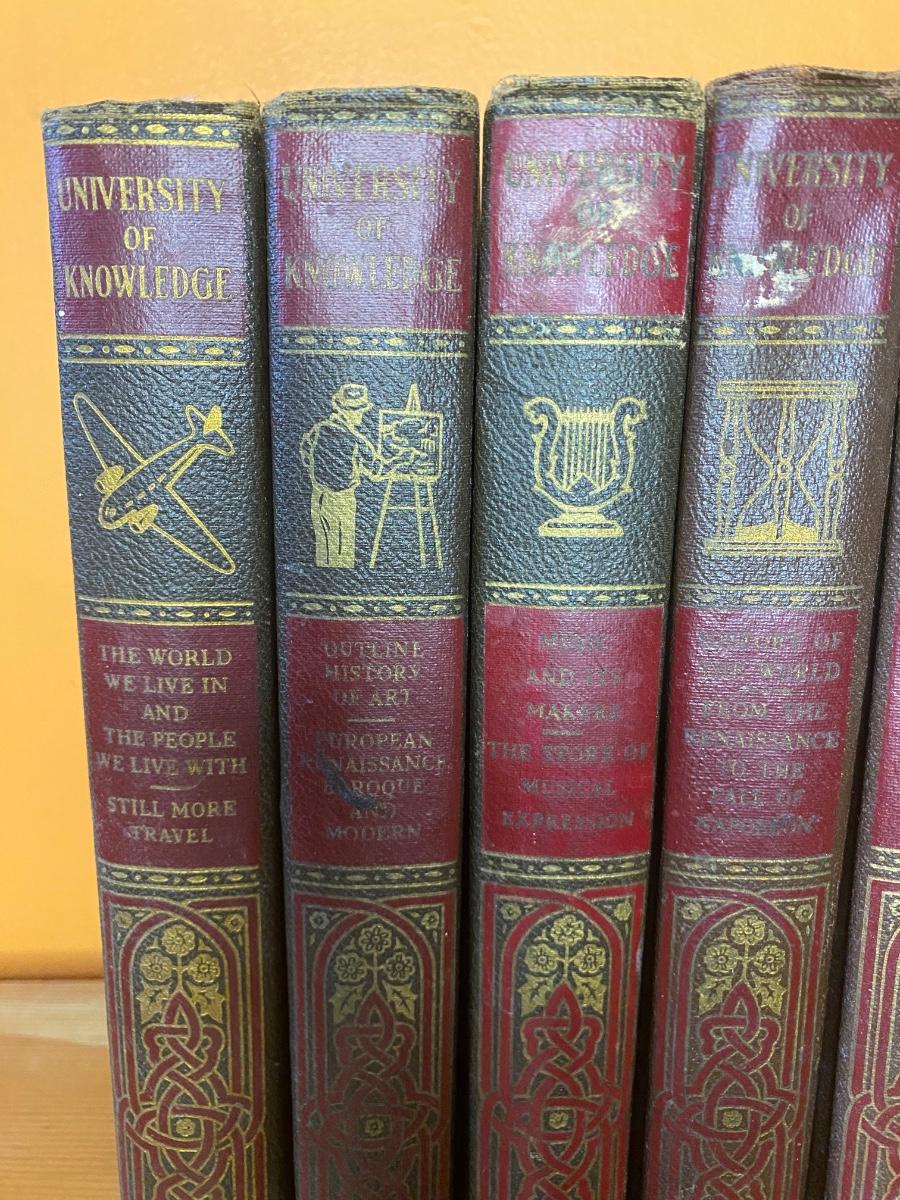 UNIVERSITY
OF
KNOWLEDGE
THE WORLD
WE LIVE IN
AND
THE PEOPLE
WE LIVE WITH
STILL MORE
TRAVEL
UNIVERSITY
OF
KNOWLEDGE
OUTLINE
HISTORY
OF ART
EUROPEAN
RENAISSANCE
BAROQUE
AND
MODERN
UNIVERSITY
OF
KNOWLEDGE
MUSIC
AND ITS
MAKERS
THE STORY OF
MUSICAL
EXPRESSION
UNIVERSITY
OF
KNOWLEDGE
HISTORY OF
THE WORLD
FROM THE
RENAISSANCE
TO THE
FALL OF
NAPOLEON